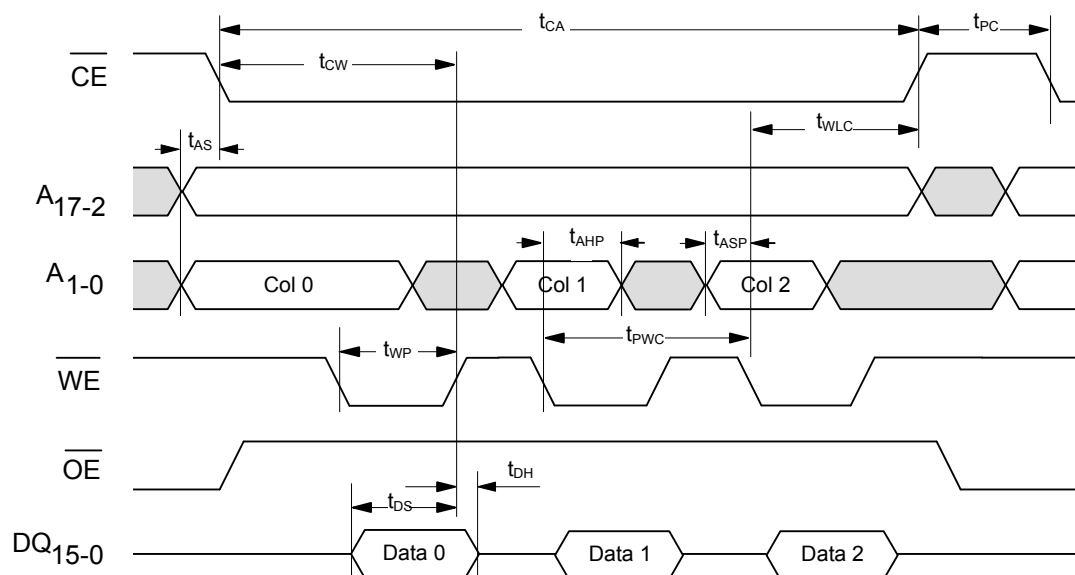 tCA
tPC
CE
tCW
tWLC
tAS
A17-2
tAHP
tASP
A1-0
Col 0
Col 1
Col 2
tWP
tPWC
WE
OE
tDH
tDS
DQ15-0
Data 0
Data 1
Data 2